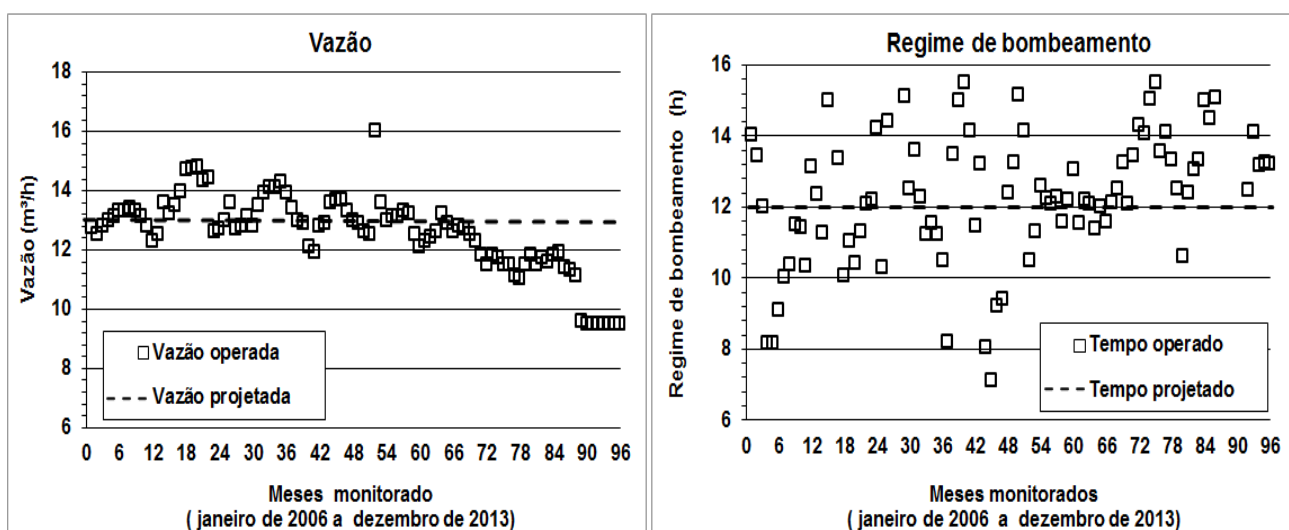 Vazão
Vazão (m³/h)
18
16
14
12
10
8
6
Vazão operada
Vazão projetada
0 6 12 18 24 30 36 42 48 54 60 66 72 78 84 90 96
Meses monitorado
( janeiro de 2006 a dezembro de 2013)
Regime de bombeamento
Regime de bombeamento (h)
16
14
12
10
8
6
Tempo operado
Tempo projetado
0 6 12 18 24 30 36 42 48 54 60 66 72 78 84 90 96
Meses monitorados
( janeiro de 2006 a dezembro de 2013)